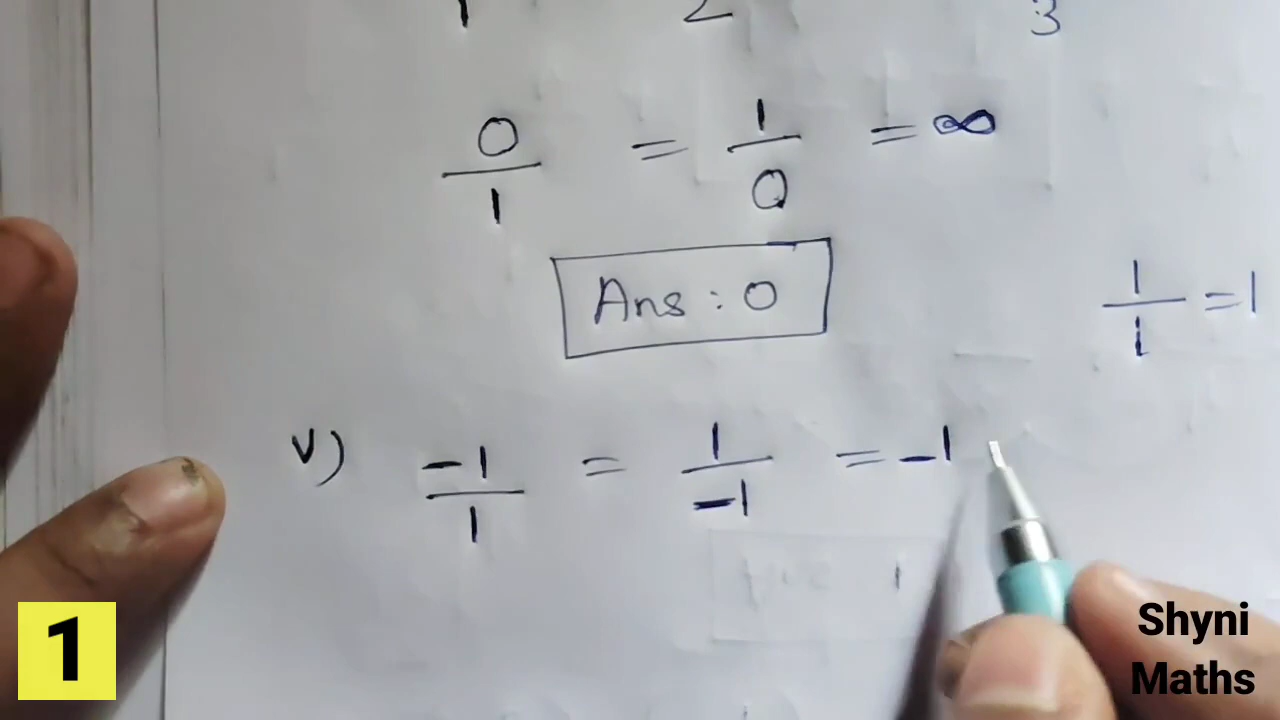 1 2 3
0/1 = 1/0 = ∞
Ans : 0
1/1 = 1
v) -1/1 = 1/-1 = -1
1
Shyni
Maths